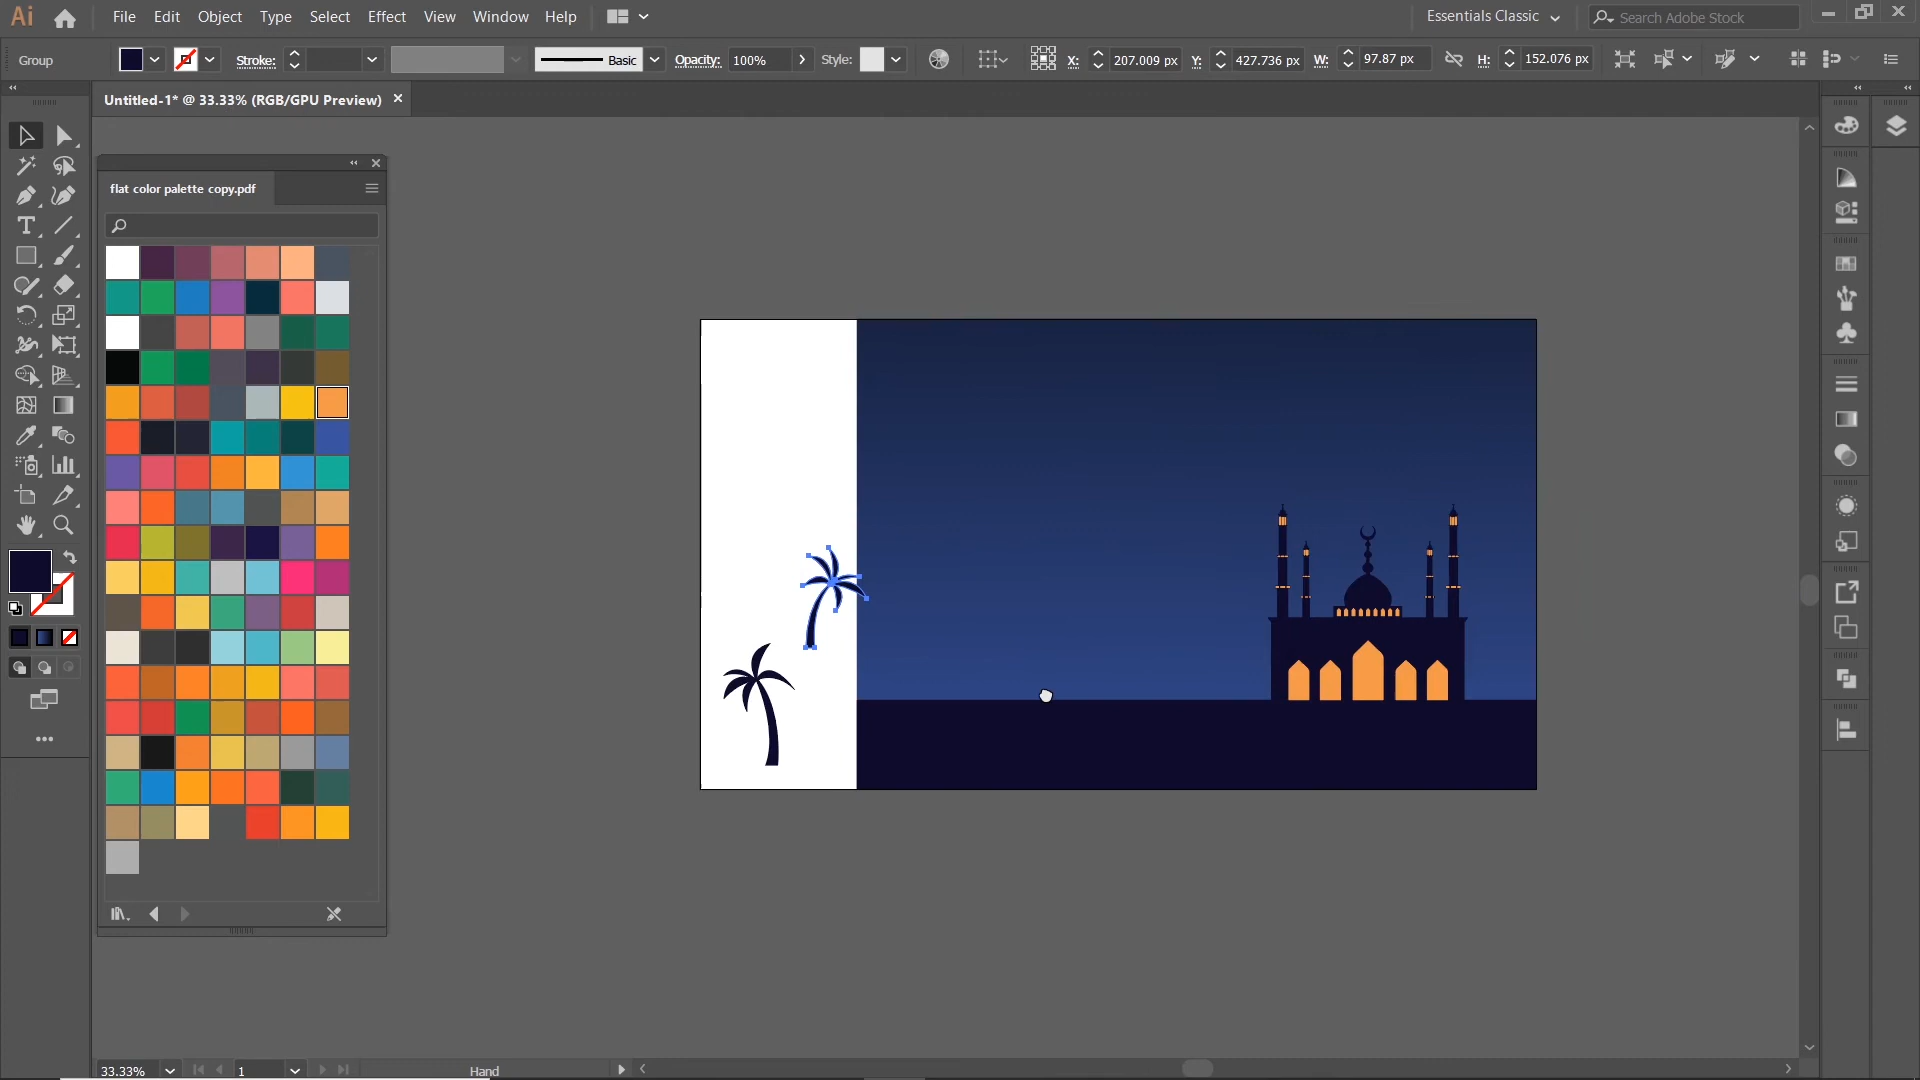 Ai File Edit Object Type Select Effect View Window Help Essentials Classic Search Adobe Stock
Group Stroke: Basic Opacity: 100% Style: X: 207.009 px Y: 427.736 px W: 97.87 px H: 152.076 px
Untitled-1* @ 33.33% (RGB/GPU Preview)
flat color palette copy.pdf
33.33% 1 Hand